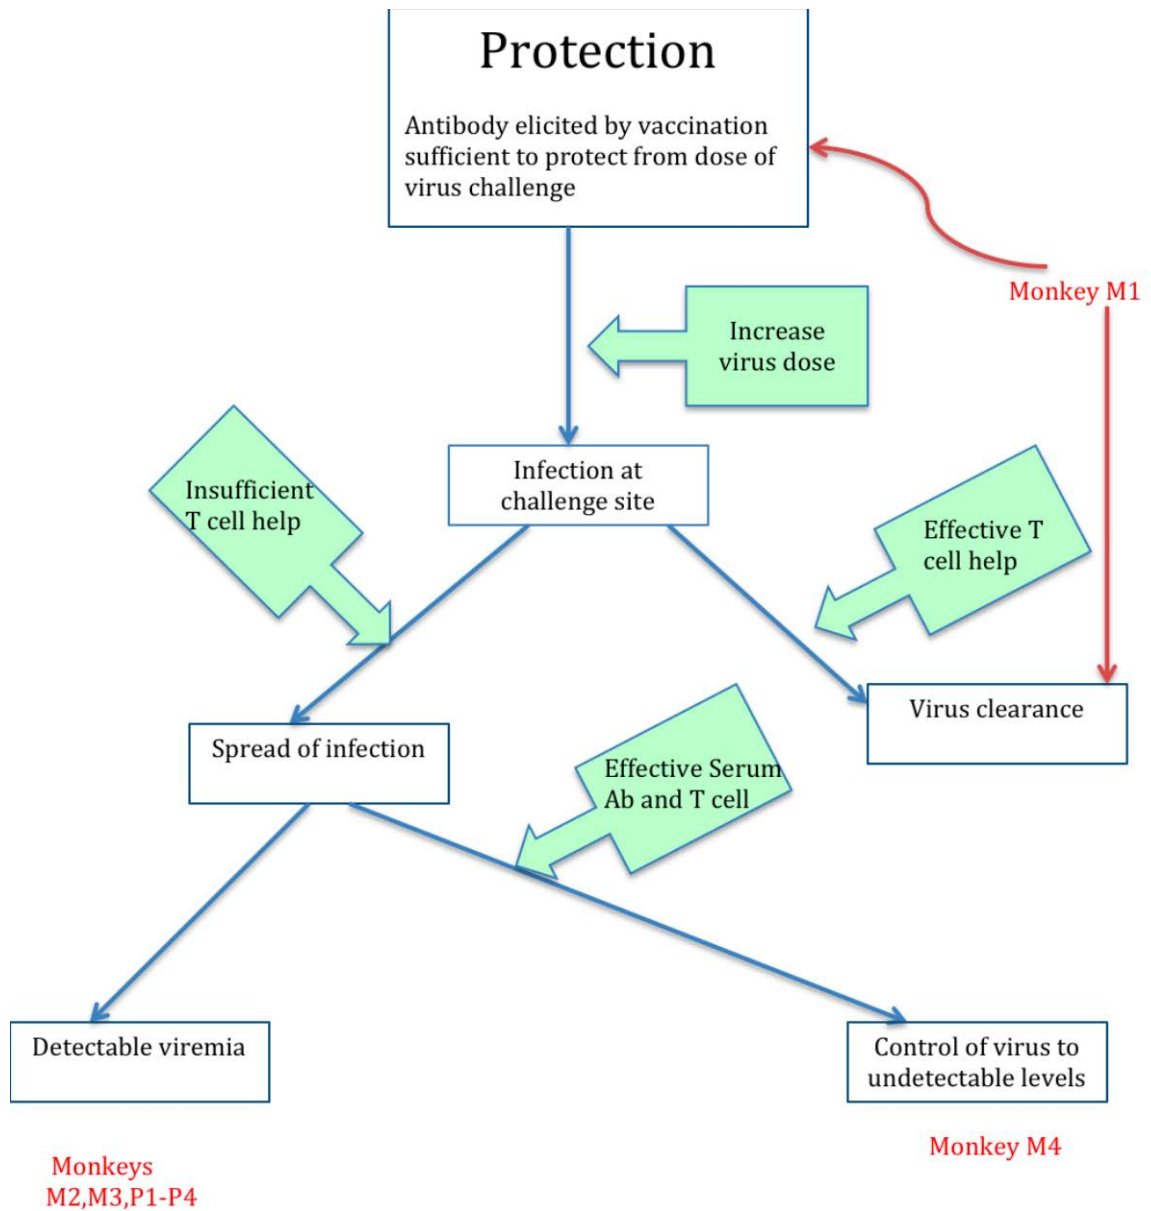 Protection
Antibody elicited by vaccination
sufficient to protect from dose of
virus challenge
Monkey M1
Increase
virus dose
Infection at
challenge site
Insufficient
T cell help
Effective T
cell help
Virus clearance
Spread of infection
Effective Serum
Ab and T cell
Detectable viremia
Control of virus to
undetectable levels
Monkey M4
Monkeys
M2,M3,P1-P4